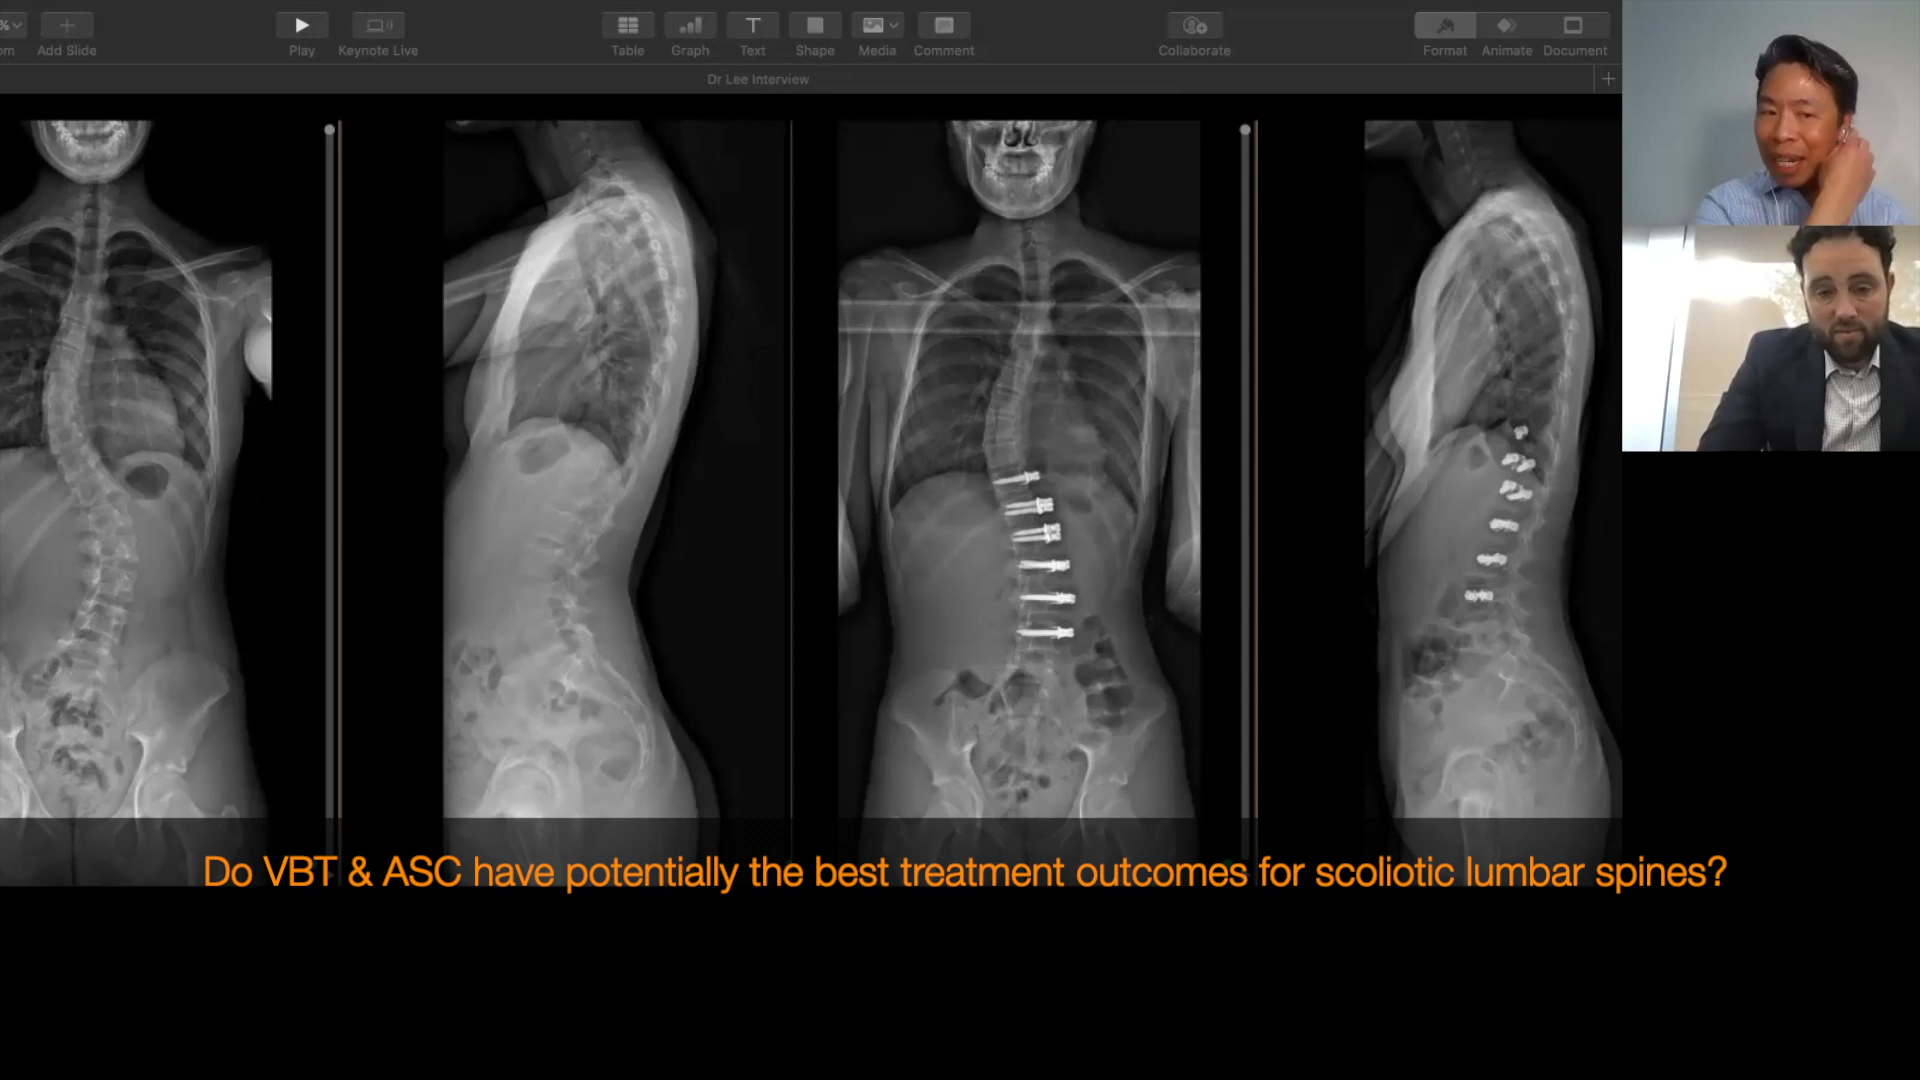 %
om
Add Slide
Play
Keynote Live
Table
Graph
Text
Shape
Media
Comment
Collaborate
Format
Animate
Document
Dr Lee Interview
Do VBT & ASC have potentially the best treatment outcomes for scoliotic lumbar spines?